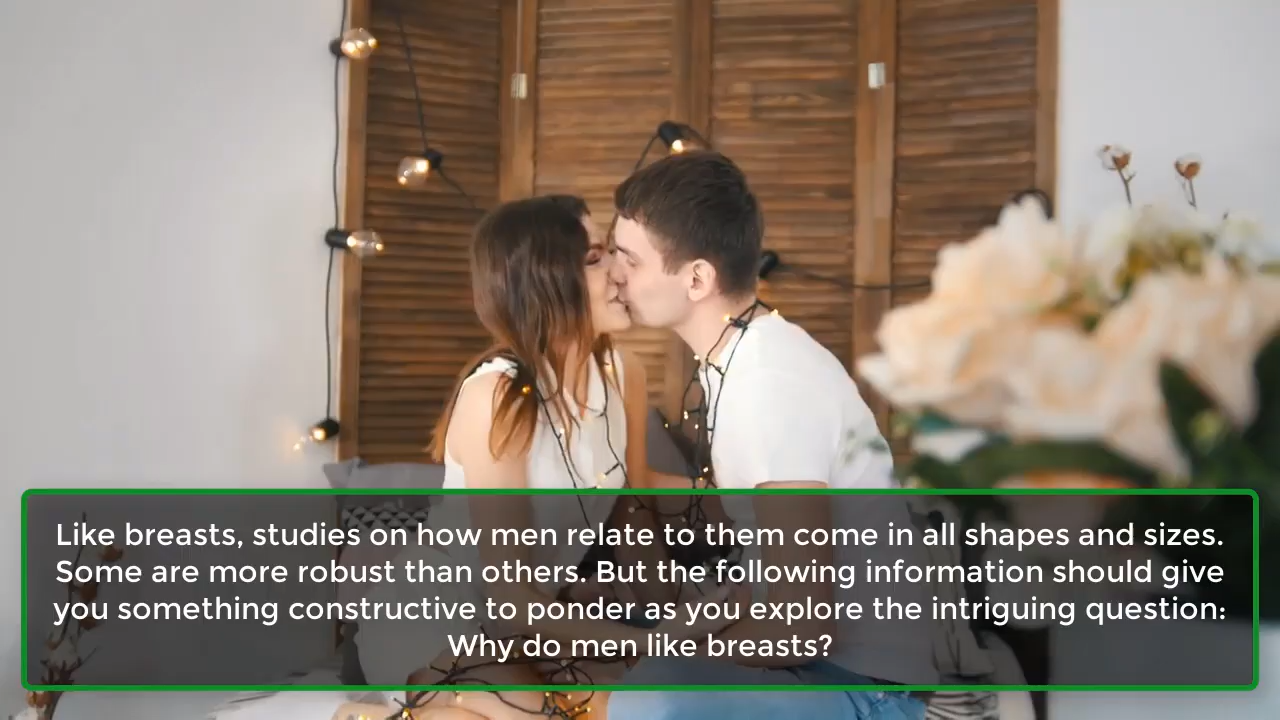 Like breasts, studies on how men relate to them come in all shapes and sizes.
Some are more robust than others. But the following information should give
you something constructive to ponder as you explore the intriguing question:
Why do men like breasts?